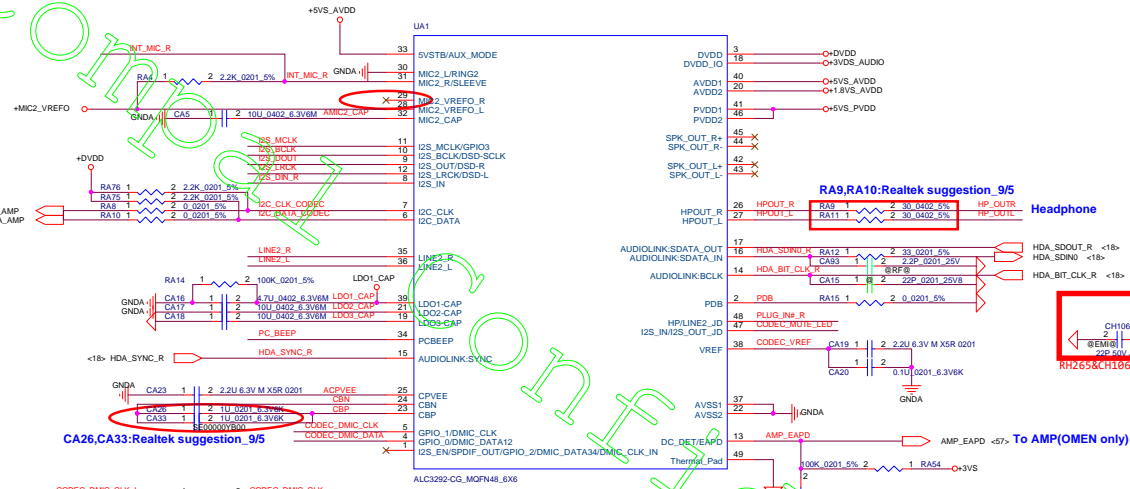 +5VS_AVDD
UA1
INT_MIC_R
33 5VSTB/AUX_MODE
GNDA
30 MIC2_L/RING2
31 MIC2_R/SLEEVE
RA4 1 2 2.2K_0201_5% INT_MIC_R
29 MIC2_VREFO_R
28 MIC2_VREFO_L
+MIC2_VREFO
32 MIC2_CAP
GNDA CA5 1 2 10U_0402_6.3V6M AMIC2_CAP
I2S_MCLK 11 I2S_MCLK/GPIO3
I2S_BCLK 10 I2S_BCLK/DSD-SCLK
I2S_DOUT 9 I2S_OUT/DSD-R
I2S_LRCK 12 I2S_LRCK/DSD-L
I2S_DIN_R 8 I2S_IN
+DVDD
RA76 1 2 2.2K_0201_5%
RA75 1 2 2.2K_0201_5%
_AMP RA8 1 2 0_0201_5% I2C_CLK_CODEC 7 I2C_CLK
A_AMP RA10 1 2 0_0201_5% I2C_DATA_CODEC 6 I2C_DATA
LINE2_R 35 LINE2_R
LINE2_L 36 LINE2_L
RA14 1 2 100K_0201_5% LDO1_CAP
GNDA CA16 1 2 4.7U_0402_6.3V6M LDO1_CAP 39 LDO1-CAP
GNDA CA17 1 2 10U_0402_6.3V6M LDO2_CAP 21 LDO2-CAP
CA18 1 2 10U_0402_6.3V6M LDO3_CAP 19 LDO3-CAP
PC_BEEP 34 PCBEEP
<18> HDA_SYNC_R HDA_SYNC_R 15 AUDIOLINK:SYNC
GNDA
CA23 1 2 2.2U 6.3V M X5R 0201 ACPVEE 25 CPVEE
CBN 24 CBN
CA26 1 2 1U_0201_6.3V6K CBP 23 CBP
CA33 1 2 1U_0201_6.3V6K
SE00000YB00
CA26,CA33:Realtek suggestion_9/5
CODEC_DMIC_CLK 5 GPIO_1/DMIC_CLK
CODEC_DMIC_DATA 4 GPIO_0/DMIC_DATA12
1 I2S_EN/SPDIF_OUT/GPIO_2/DMIC_DATA34/DMIC_CLK_IN
ALC3292-CG_MQFN48_6X6
DVDD 3 +DVDD
DVDD_IO 18 +3VDS_AUDIO
AVDD1 40 +5VS_AVDD
AVDD2 20 +1.8VS_AVDD
PVDD1 41 +5VS_PVDD
PVDD2 46
SPK_OUT_R+ 45
SPK_OUT_R- 44
SPK_OUT_L+ 42
SPK_OUT_L- 43
RA9,RA10:Realtek suggestion_9/5
HPOUT_R 26 HPOUT_R RA9 1 2 30_0402_5% HP_OUTR
HPOUT_L 27 HPOUT_L RA11 1 2 30_0402_5% HP_OUTL
Headphone
AUDIOLINK:SDATA_OUT 17 HDA_SDOUT_R <18>
AUDIOLINK:SDATA_IN 16 HDA_SDIN0_R RA12 1 2 33_0201_5% HDA_SDIN0 <18>
CA93 1 2 2.2P_0201_25V
@RF@
AUDIOLINK:BCLK 14 HDA_BIT_CLK_R HDA_BIT_CLK_R <18>
CA15 1 @ 2 22P_0201_25V8
PDB 2 PDB RA15 1 2 0_0201_5%
HP/LINE2_JD 48 PLUG_IN#_R
I2S_IN/I2S_OUT_JD 47 CODEC_MUTE_LED
VREF 38 CODEC_VREF CA19 1 2 2.2U 6.3V M X5R 0201
CA20 1 2 0.1U_0201_6.3V6K
GNDA
AVSS1 37
AVSS2 22 GNDA
DC_DET/EAPD 13 AMP_EAPD AMP_EAPD <57> To AMP(OMEN only)
Thermal_Pad 49
100K_0201_5% 2 1 RA54 +3VS
2
CH106
2
@EMI@
22P 50V
RH265&CH106
CODEC_DMIC_CLK